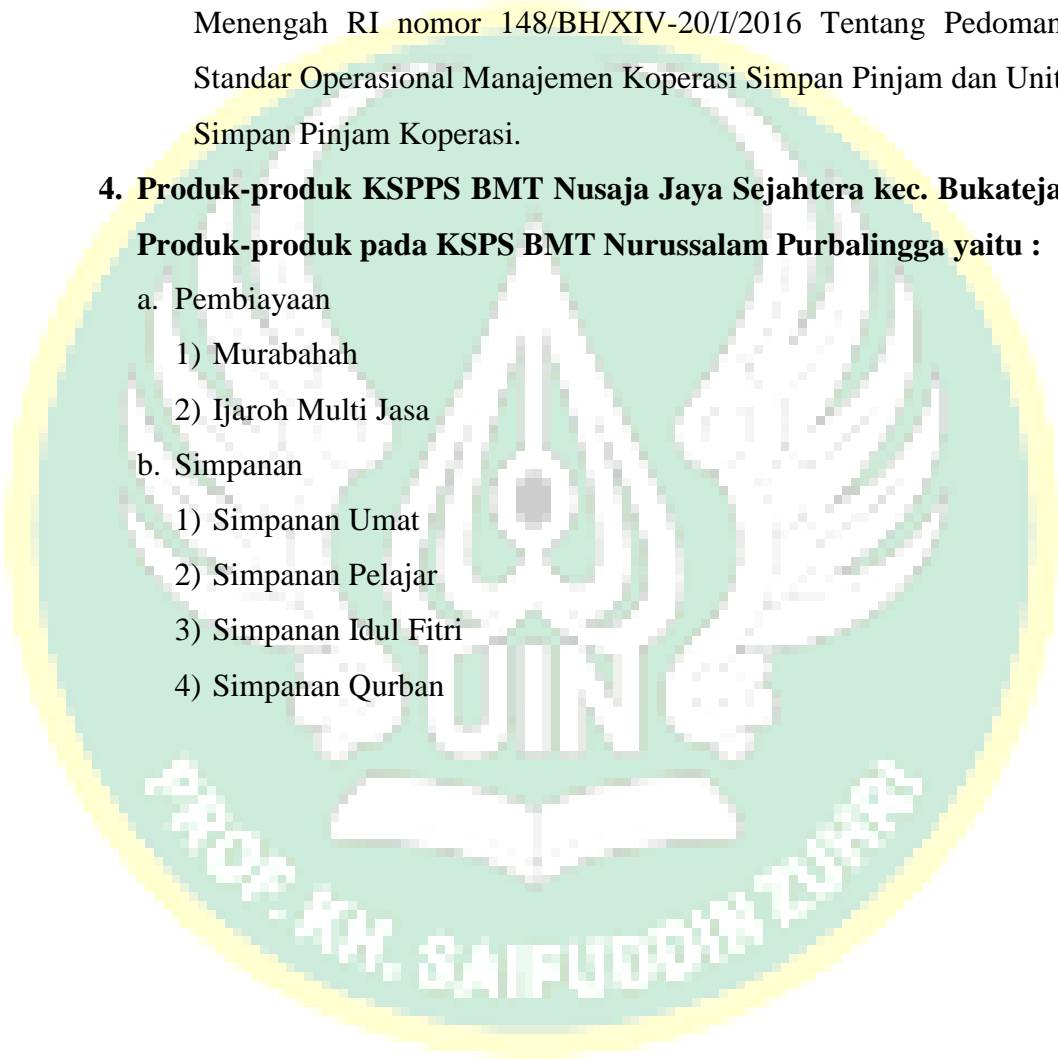 Menengah RI nomor 148/BH/XIV-20/I/2016 Tentang Pedoman
Standar Operasional Manajemen Koperasi Simpan Pinjam dan Unit
Simpan Pinjam Koperasi.
4. Produk-produk KSPPS BMT Nusaja Jaya Sejahtera kec. Bukateja
Produk-produk pada KSPS BMT Nurussalam Purbalingga yaitu :
a. Pembiayaan
1) Murabahah
2) Ijaroh Multi Jasa
b. Simpanan
1) Simpanan Umat
2) Simpanan Pelajar
3) Simpanan Idul Fitri
4) Simpanan Qurban
UIN
PROF. KH. SAIFUDDIN ZUHRI